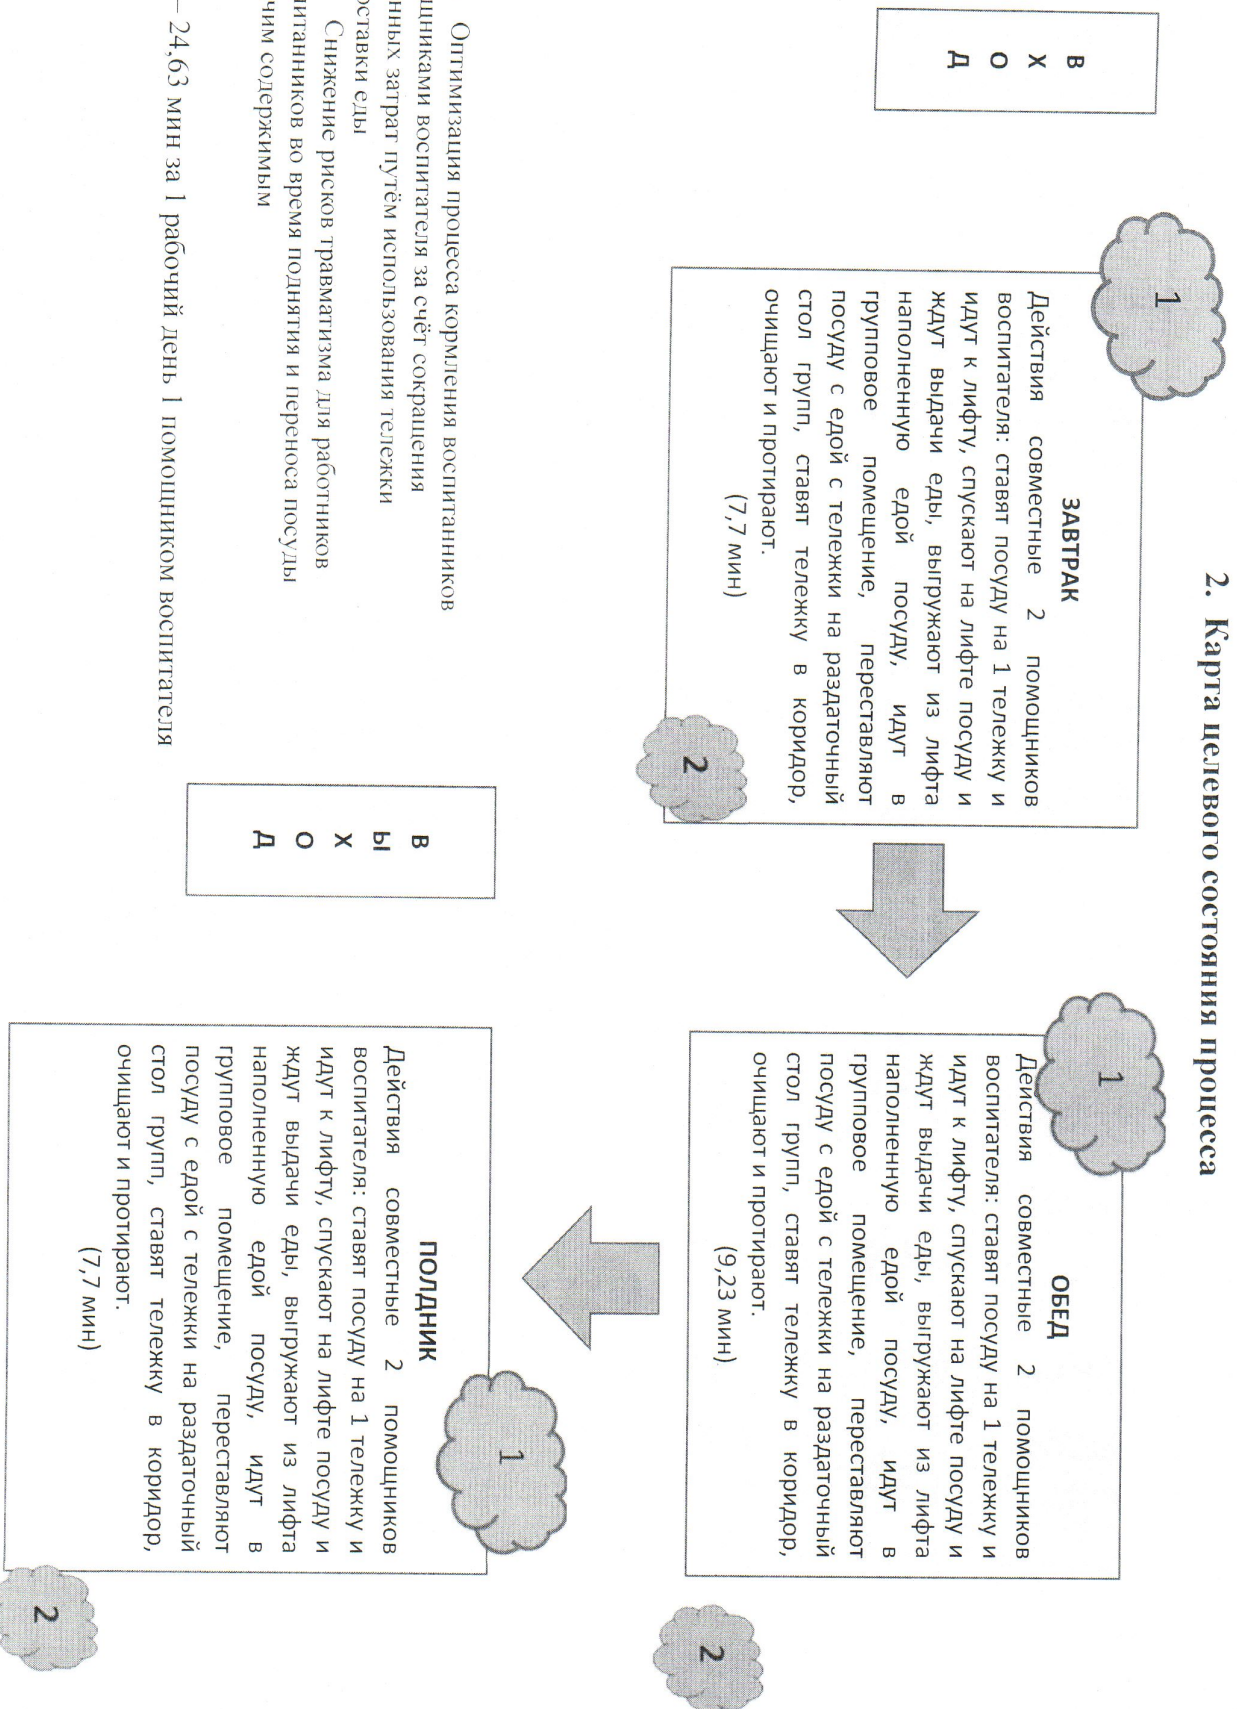 2. Карта целевого состояния процесса
В
Х
О
Д
1
ЗАВТРАК
Действия совместные 2 помощников
воспитателя: ставят посуду на 1 тележку и
идут к лифту, спускают на лифте посуду и
ждут выдачи еды, выгружают из лифта
наполненную едой посуду, идут в
групповое помещение, переставляют
посуду с едой с тележки на раздаточный
стол групп, ставят тележку в коридор,
очищают и протирают.
(7,7 мин)
2
1
ОБЕД
Действия совместные 2 помощников
воспитателя: ставят посуду на 1 тележку и
идут к лифту, спускают на лифте посуду и
ждут выдачи еды, выгружают из лифта
наполненную едой посуду, идут в
групповое помещение, переставляют
посуду с едой с тележки на раздаточный
стол групп, ставят тележку в коридор,
очищают и протирают.
(9,23 мин)
2
1
ПОЛДНИК
Действия совместные 2 помощников
воспитателя: ставят посуду на 1 тележку и
идут к лифту, спускают на лифте посуду и
ждут выдачи еды, выгружают из лифта
наполненную едой посуду, идут в
групповое помещение, переставляют
посуду с едой с тележки на раздаточный
стол групп, ставят тележку в коридор,
очищают и протирают.
(7,7 мин)
2
В
Ы
Х
О
Д
Оптимизация процесса кормления воспитанников
щниками воспитателя за счёт сокращения
нных затрат путём использования тележки
оставки еды
Снижение рисков травматизма для работников
итанников во время поднятия и переноса посуды
чим содержимым
– 24,63 мин за 1 рабочий день 1 помощником воспитателя